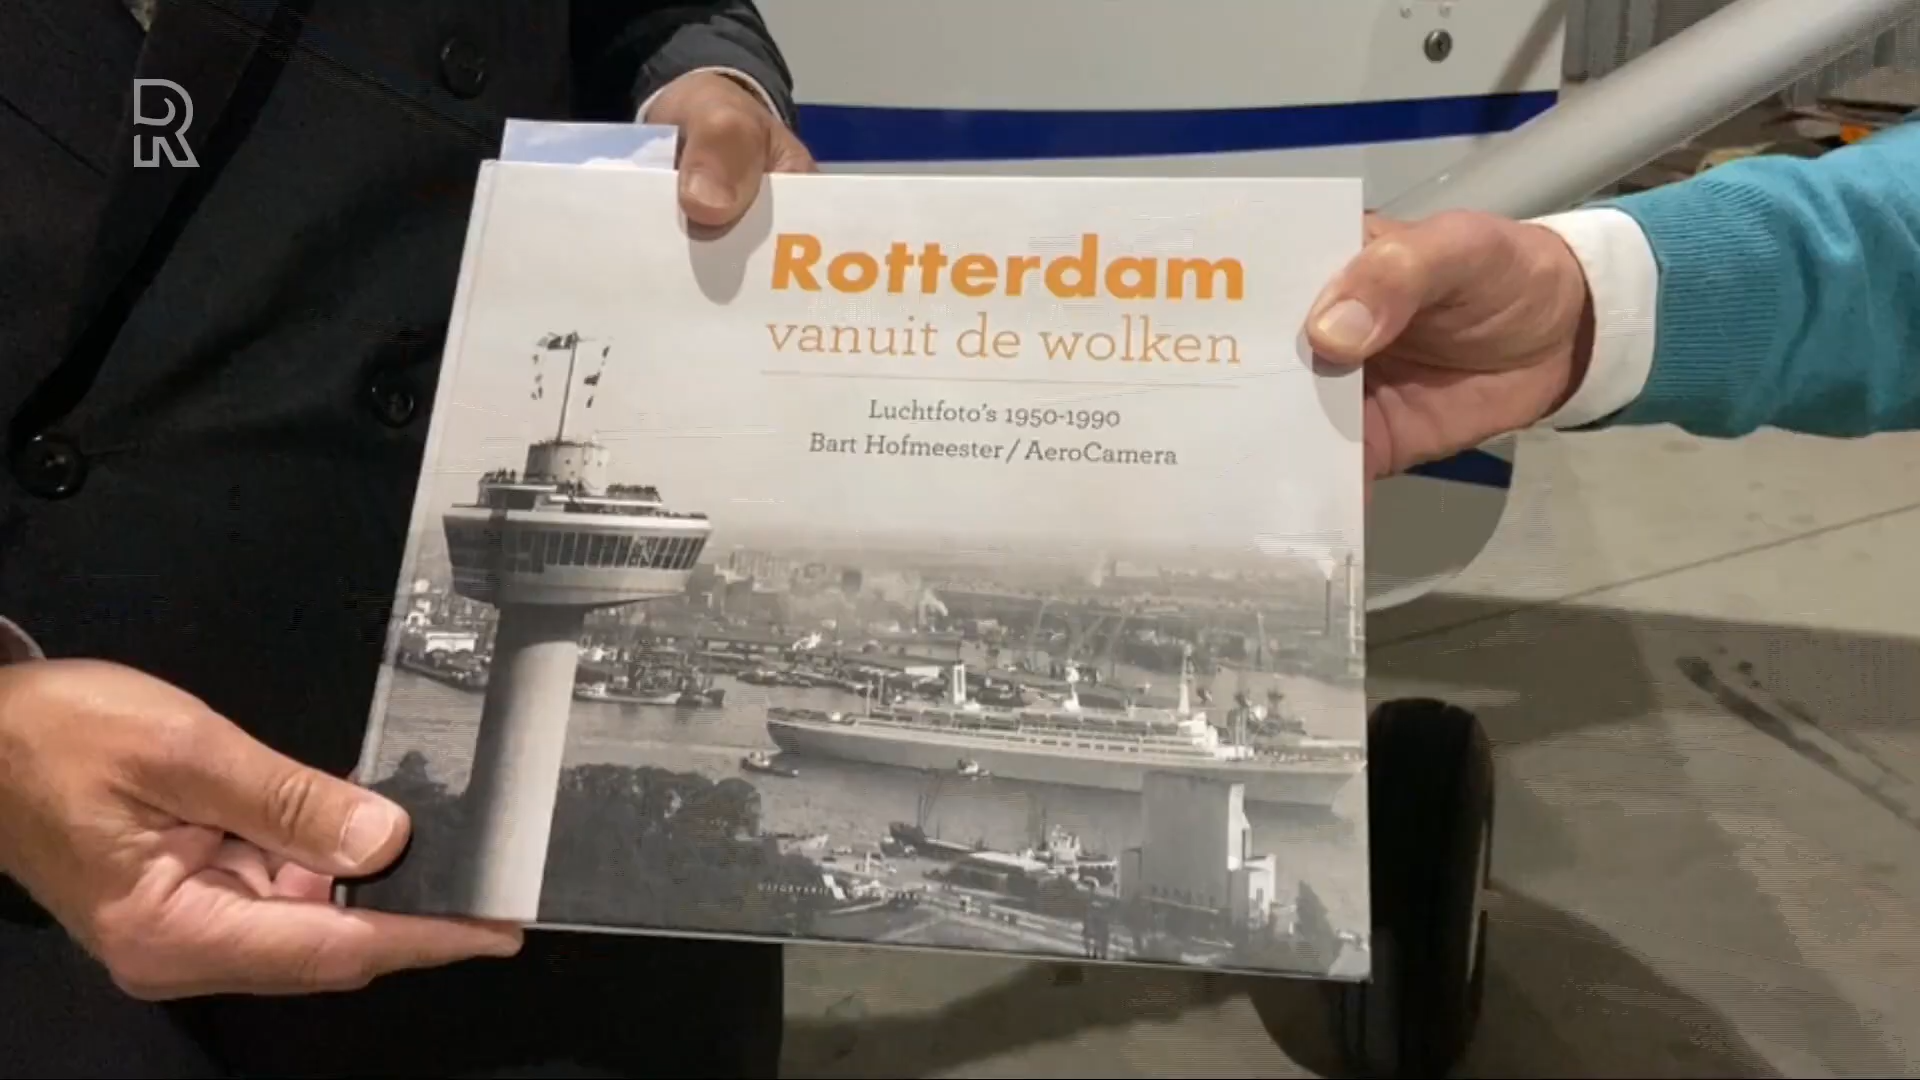 R
Rotterdam
vanuit de wolken
Luchtfoto's 1950-1990
Bart Hofmeester / AeroCamera